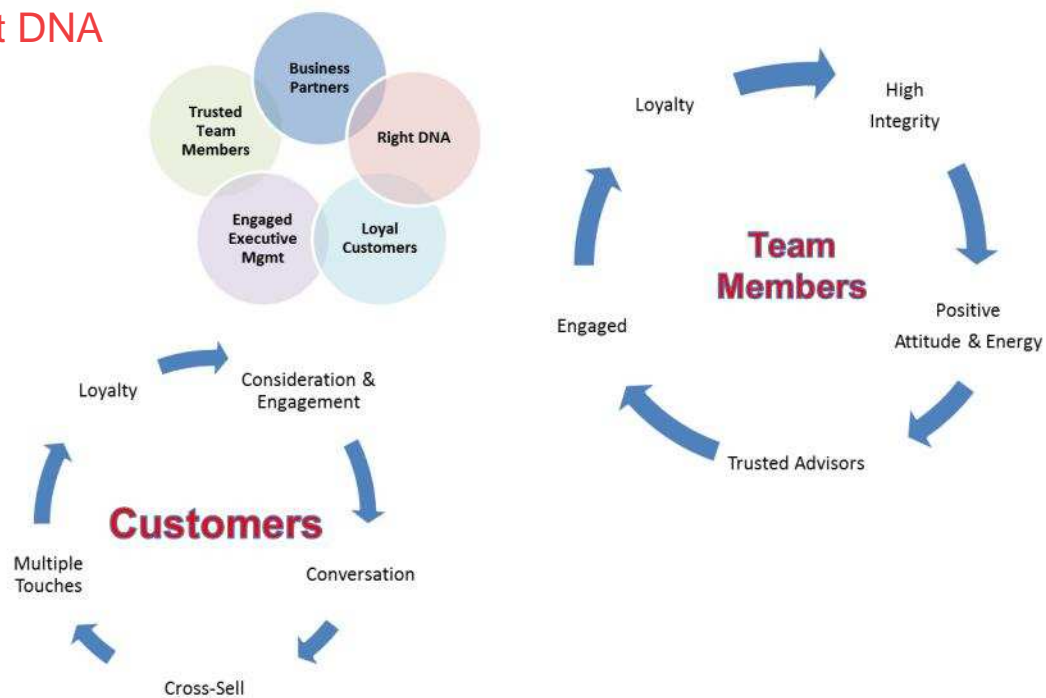 DNA
Business
Partners
Trusted
Team
Members
Right DNA
Engaged
Executive
Mgmt
Loyal
Customers
Loyalty
High
Integrity
Team
Members
Positive
Attitude & Energy
Trusted Advisors
Engaged
Loyalty
Consideration &
Engagement
Customers
Conversation
Cross-Sell
Multiple
Touches